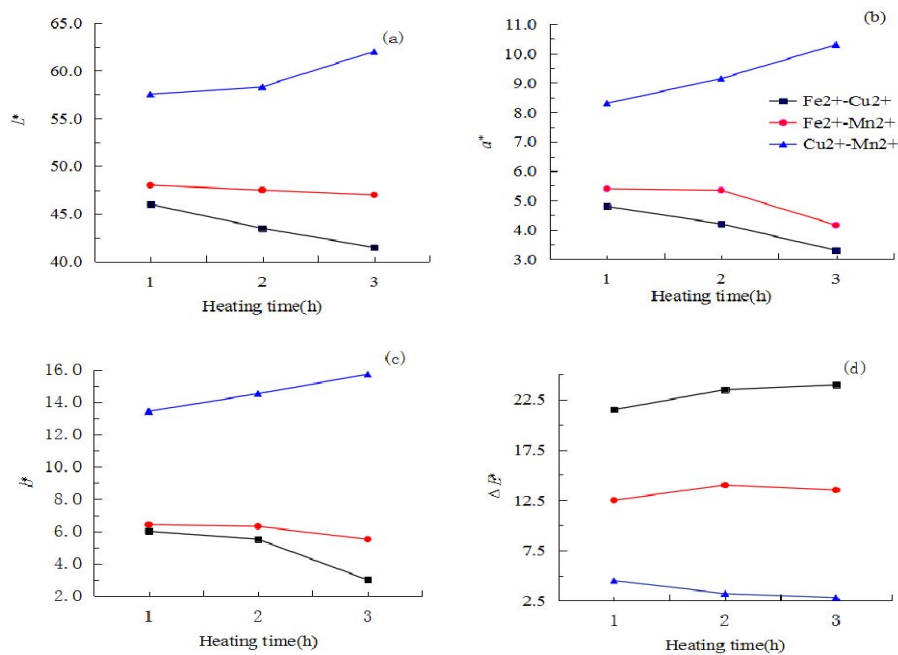 (a)
65.0
60.0
55.0
50.0
45.0
40.0
L*
1 2 3
Heating time(h)
(b)
11.0
10.0
9.0
8.0
7.0
6.0
5.0
4.0
3.0
a*
Fe2+-Cu2+
Fe2+-Mn2+
Cu2+-Mn2+
1 2 3
Heating time(h)
(c)
16.0
14.0
12.0
10.0
8.0
6.0
4.0
2.0
b*
1 2 3
Heating time(h)
(d)
22.5
17.5
12.5
7.5
2.5
ΔE*
1 2 3
Heating time(h)